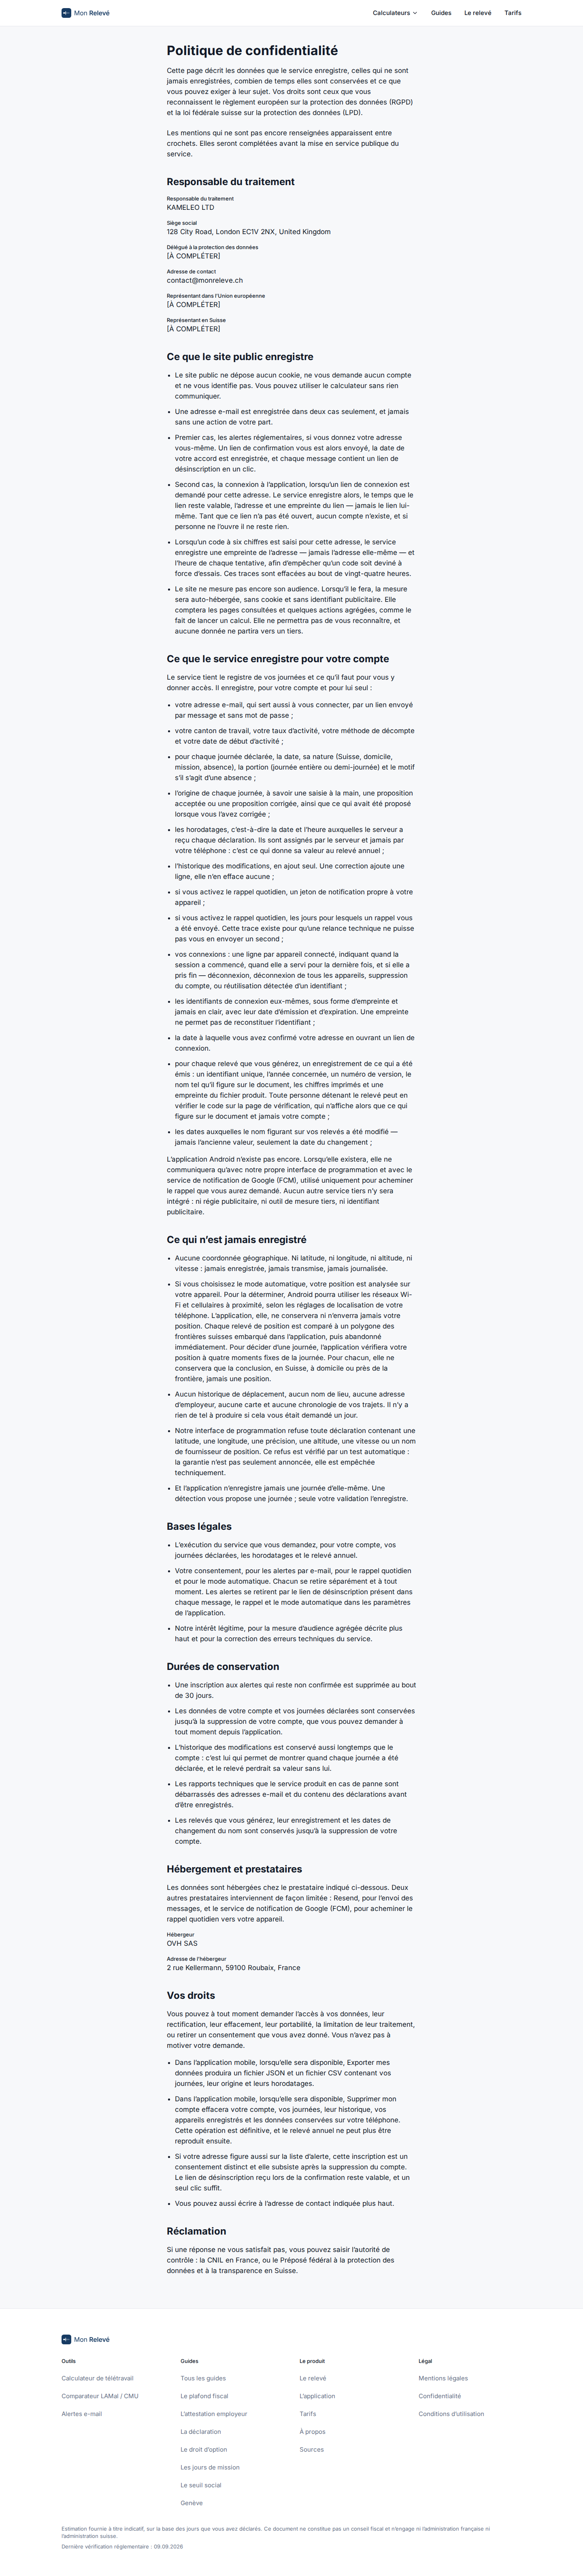 Mon Relevé
Calculateurs
Guides
Le relevé
Tarifs
Politique de confidentialité
Cette page décrit les données que le service enregistre, celles qui ne sont
jamais enregistrées, combien de temps elles sont conservées et ce que
vous pouvez exiger à leur sujet. Vos droits sont ceux que vous
reconnaissent le règlement européen sur la protection des données (RGPD)
et la loi fédérale suisse sur la protection des données (LPD).
Les mentions qui ne sont pas encore renseignées apparaissent entre
crochets. Elles seront complétées avant la mise en service publique du
service.
Responsable du traitement
Responsable du traitement
KAMELEO LTD
Siège social
128 City Road, London EC1V 2NX, United Kingdom
Délégué à la protection des données
[À COMPLÉTER]
Adresse de contact
contact@monreleve.ch
Représentant dans l'Union européenne
[À COMPLÉTER]
Représentant en Suisse
[À COMPLÉTER]
Ce que le site public enregistre
• Le site public ne dépose aucun cookie, ne vous demande aucun compte
et ne vous identifie pas. Vous pouvez utiliser le calculateur sans rien
communiquer.
• Une adresse e-mail est enregistrée dans deux cas seulement, et jamais
sans une action de votre part.
• Premier cas, les alertes réglementaires, si vous donnez votre adresse
vous-même. Un lien de confirmation vous est alors envoyé, la date de
votre accord est enregistrée, et chaque message contient un lien de
désinscription en un clic.
• Second cas, la connexion à l'application, lorsqu'un lien de connexion est
demandé pour cette adresse. Le service enregistre alors, le temps que le
lien reste valable, l'adresse et une empreinte du lien — jamais le lien lui-
même. Tant que ce lien n'a pas été ouvert, aucun compte n'existe, et si
personne ne l'ouvre il ne reste rien.
• Lorsqu'un code à six chiffres est saisi pour cette adresse, le service
enregistre une empreinte de l'adresse — jamais l'adresse elle-même — et
l'heure de chaque tentative, afin d'empêcher qu'un code soit deviné à
force d'essais. Ces traces sont effacées au bout de vingt-quatre heures.
• Le site ne mesure pas encore son audience. Lorsqu'il le fera, la mesure
sera auto-hébergée, sans cookie et sans identifiant publicitaire. Elle
comptera les pages consultées et quelques actions agrégées, comme le
fait de lancer un calcul. Elle ne permettra pas de vous reconnaître, et
aucune donnée ne partira vers un tiers.
Ce que le service enregistre pour votre compte
Le service tient le registre de vos journées et ce qu'il faut pour vous y
donner accès. Il enregistre, pour votre compte et pour lui seul :
• votre adresse e-mail, qui sert aussi à vous connecter, par un lien envoyé
par message et sans mot de passe ;
• votre canton de travail, votre taux d'activité, votre méthode de décompte
et votre date de début d'activité ;
• pour chaque journée déclarée, la date, sa nature (Suisse, domicile,
mission, absence), la portion (journée entière ou demi-journée) et le motif
s'il s'agit d'une absence ;
• l'origine de chaque journée, à savoir une saisie à la main, une proposition
acceptée ou une proposition corrigée, ainsi que ce qui avait été proposé
lorsque vous l'avez corrigée ;
• les horodatages, c'est-à-dire la date et l'heure auxquelles le serveur a
reçu chaque déclaration. Ils sont assignés par le serveur et jamais par
votre téléphone : c'est ce qui donne sa valeur au relevé annuel ;
• l'historique des modifications, en ajout seul. Une correction ajoute une
ligne, elle n'en efface aucune ;
• si vous activez le rappel quotidien, un jeton de notification propre à votre
appareil ;
• si vous activez le rappel quotidien, les jours pour lesquels un rappel vous
a été envoyé. Cette trace existe pour qu'une relance technique ne puisse
pas vous en envoyer un second ;
• vos connexions : une ligne par appareil connecté, indiquant quand la
session a commencé, quand elle a servi pour la dernière fois, et si elle a
pris fin — déconnexion, déconnexion de tous les appareils, suppression
du compte, ou réutilisation détectée d'un identifiant ;
• les identifiants de connexion eux-mêmes, sous forme d'empreinte et
jamais en clair, avec leur date d'émission et d'expiration. Une empreinte
ne permet pas de reconstituer l'identifiant ;
• la date à laquelle vous avez confirmé votre adresse en ouvrant un lien de
connexion.
• pour chaque relevé que vous générez, un enregistrement de ce qui a été
émis : un identifiant unique, l'année concernée, un numéro de version, le
nom tel qu'il figure sur le document, les chiffres imprimés et une
empreinte du fichier produit. Toute personne détenant le relevé peut en
vérifier le code sur la page de vérification, qui n'affiche alors que ce qui
figure sur le document et jamais votre compte ;
• les dates auxquelles le nom figurant sur vos relevés a été modifié —
jamais l'ancienne valeur, seulement la date du changement ;
L'application Android n'existe pas encore. Lorsqu'elle existera, elle ne
communiquera qu'avec notre propre interface de programmation et avec le
service de notification de Google (FCM), utilisé uniquement pour acheminer
le rappel que vous aurez demandé. Aucun autre service tiers n'y sera
intégré : ni régie publicitaire, ni outil de mesure tiers, ni identifiant
publicitaire.
Ce qui n'est jamais enregistré
• Aucune coordonnée géographique. Ni latitude, ni longitude, ni altitude, ni
vitesse : jamais enregistrée, jamais transmise, jamais journalisée.
• Si vous choisissez le mode automatique, votre position est analysée sur
votre appareil. Pour la déterminer, Android pourra utiliser les réseaux Wi-
Fi et cellulaires à proximité, selon les réglages de localisation de votre
téléphone. L'application, elle, ne conservera ni n'enverra jamais votre
position. Chaque relevé de position est comparé à un polygone des
frontières suisses embarqué dans l'application, puis abandonné
immédiatement. Pour décider d'une journée, l'application vérifiera votre
position à quatre moments fixes de la journée. Pour chacun, elle ne
conservera que la conclusion, en Suisse, à domicile ou près de la
frontière, jamais une position.
• Aucun historique de déplacement, aucun nom de lieu, aucune adresse
d'employeur, aucune carte et aucune chronologie de vos trajets. Il n'y a
rien de tel à produire si cela vous était demandé un jour.
• Notre interface de programmation refuse toute déclaration contenant une
latitude, une longitude, une précision, une altitude, une vitesse ou un nom
de fournisseur de position. Ce refus est vérifié par un test automatique :
la garantie n'est pas seulement annoncée, elle est empêchée
techniquement.
• Et l'application n'enregistre jamais une journée d'elle-même. Une
détection vous propose une journée ; seule votre validation l'enregistre.
Bases légales
• L'exécution du service que vous demandez, pour votre compte, vos
journées déclarées, les horodatages et le relevé annuel.
• Votre consentement, pour les alertes par e-mail, pour le rappel quotidien
et pour le mode automatique. Chacun se retire séparément et à tout
moment. Les alertes se retirent par le lien de désinscription présent dans
chaque message, le rappel et le mode automatique dans les paramètres
de l'application.
• Notre intérêt légitime, pour la mesure d'audience agrégée décrite plus
haut et pour la correction des erreurs techniques du service.
Durées de conservation
• Une inscription aux alertes qui reste non confirmée est supprimée au bout
de 30 jours.
• Les données de votre compte et vos journées déclarées sont conservées
jusqu'à la suppression de votre compte, que vous pouvez demander à
tout moment depuis l'application.
• L'historique des modifications est conservé aussi longtemps que le
compte : c'est lui qui permet de montrer quand chaque journée a été
déclarée, et le relevé perdrait sa valeur sans lui.
• Les rapports techniques que le service produit en cas de panne sont
débarrassés des adresses e-mail et du contenu des déclarations avant
d'être enregistrés.
• Les relevés que vous générez, leur enregistrement et les dates de
changement du nom sont conservés jusqu'à la suppression de votre
compte.
Hébergement et prestataires
Les données sont hébergées chez le prestataire indiqué ci-dessous. Deux
autres prestataires interviennent de façon limitée : Resend, pour l'envoi des
messages, et le service de notification de Google (FCM), pour acheminer le
rappel quotidien vers votre appareil.
Hébergeur
OVH SAS
Adresse de l'hébergeur
2 rue Kellermann, 59100 Roubaix, France
Vos droits
Vous pouvez à tout moment demander l'accès à vos données, leur
rectification, leur effacement, leur portabilité, la limitation de leur traitement,
ou retirer un consentement que vous avez donné. Vous n'avez pas à
motiver votre demande.
• Dans l'application mobile, lorsqu'elle sera disponible, Exporter mes
données produira un fichier JSON et un fichier CSV contenant vos
journées, leur origine et leurs horodatages.
• Dans l'application mobile, lorsqu'elle sera disponible, Supprimer mon
compte effacera votre compte, vos journées, leur historique, vos
appareils enregistrés et les données conservées sur votre téléphone.
Cette opération est définitive, et le relevé annuel ne peut plus être
reproduit ensuite.
• Si votre adresse figure aussi sur la liste d'alerte, cette inscription est un
consentement distinct et elle subsiste après la suppression du compte.
Le lien de désinscription reçu lors de la confirmation reste valable, et un
seul clic suffit.
• Vous pouvez aussi écrire à l'adresse de contact indiquée plus haut.
Réclamation
Si une réponse ne vous satisfait pas, vous pouvez saisir l'autorité de
contrôle : la CNIL en France, ou le Préposé fédéral à la protection des
données et à la transparence en Suisse.
Mon Relevé
Outils
Calculateur de télétravail
Comparateur LAMal / CMU
Alertes e-mail
Guides
Tous les guides
Le plafond fiscal
L'attestation employeur
La déclaration
Le droit d'option
Les jours de mission
Le seuil social
Genève
Le produit
Le relevé
L'application
Tarifs
À propos
Sources
Légal
Mentions légales
Confidentialité
Conditions d'utilisation
Estimation fournie à titre indicatif, sur la base des jours que vous avez déclarés. Ce document ne constitue pas un conseil fiscal et n'engage ni l'administration française ni
l'administration suisse.
Dernière vérification réglementaire : 09.09.2026